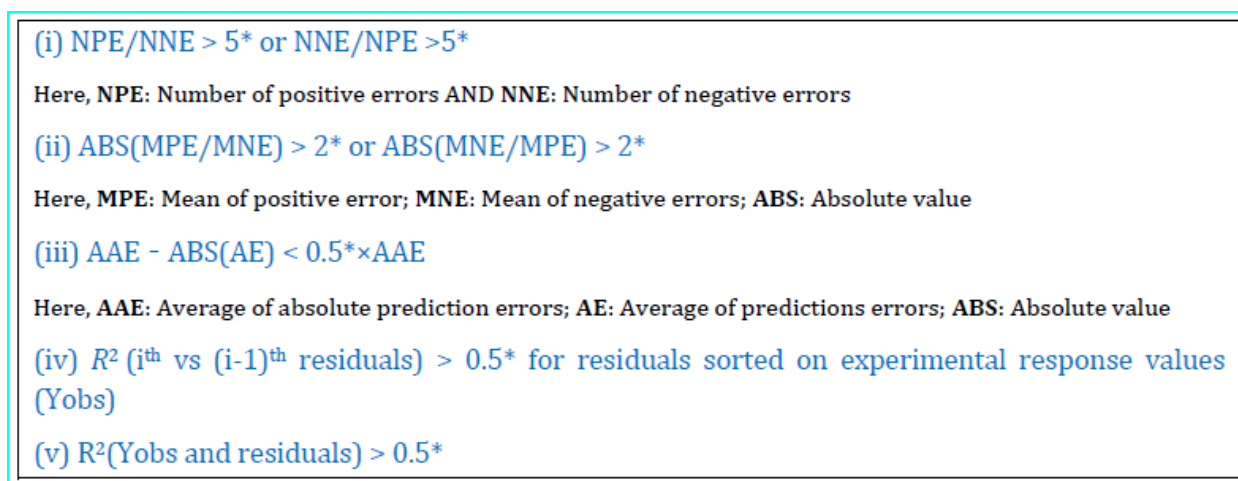 (i) NPE/NNE > 5* or NNE/NPE >5*
Here, NPE: Number of positive errors AND NNE: Number of negative errors
(ii) ABS(MPE/MNE) > 2* or ABS(MNE/MPE) > 2*
Here, MPE: Mean of positive error; MNE: Mean of negative errors; ABS: Absolute value
(iii) AAE - ABS(AE) < 0.5*×AAE
Here, AAE: Average of absolute prediction errors; AE: Average of predictions errors; ABS: Absolute value
(iv) R² (iᵗʰ vs (i-1)ᵗʰ residuals) > 0.5* for residuals sorted on experimental response values
(Yobs)
(v) R²(Yobs and residuals) > 0.5*